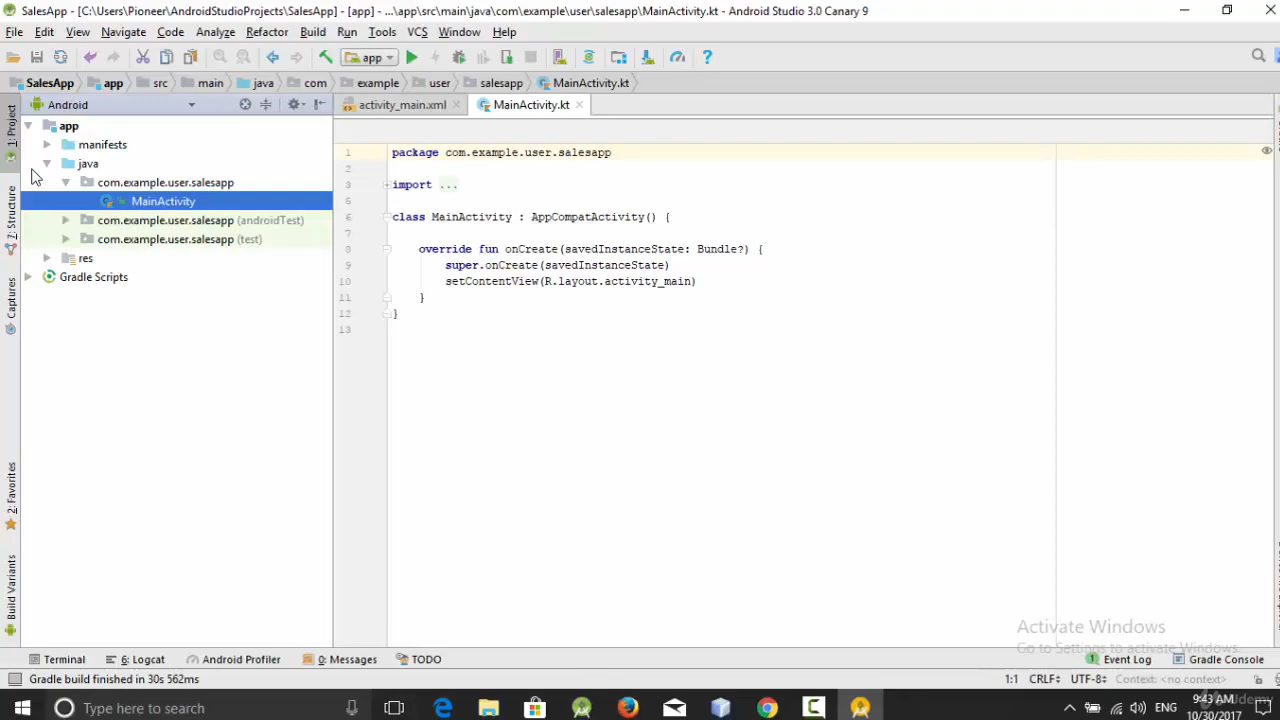 SalesApp - [C:\Users\Pioneer\AndroidStudioProjects\SalesApp] - [app] - ...\app\src\main\java\com\example\user\salesapp\MainActivity.kt - Android Studio 3.0 Canary 9
File Edit View Navigate Code Analyze Refactor Build Run Tools VCS Window Help
app
SalesApp app src main java com example user salesapp MainActivity.kt
Android
activity_main.xml MainActivity.kt
1: Project
7: Structure
Captures
2: Favorites
Build Variants
app
manifests
java
com.example.user.salesapp
MainActivity
com.example.user.salesapp (androidTest)
com.example.user.salesapp (test)
res
Gradle Scripts
1 package com.example.user.salesapp
2
3 import ...
5
6 class MainActivity : AppCompatActivity() {
7
8 override fun onCreate(savedInstanceState: Bundle?) {
9 super.onCreate(savedInstanceState)
10 setContentView(R.layout.activity_main)
11 }
12 }
13
Activate Windows
Go to Settings to activate Windows.
Terminal 6: Logcat Android Profiler 0: Messages TODO Event Log Gradle Console
Gradle build finished in 30s 562ms 1:1 CRLF÷ UTF-8÷ Context: <no context>
Type here to search
ENG
9:43 AM
10/30/2017
Udemy